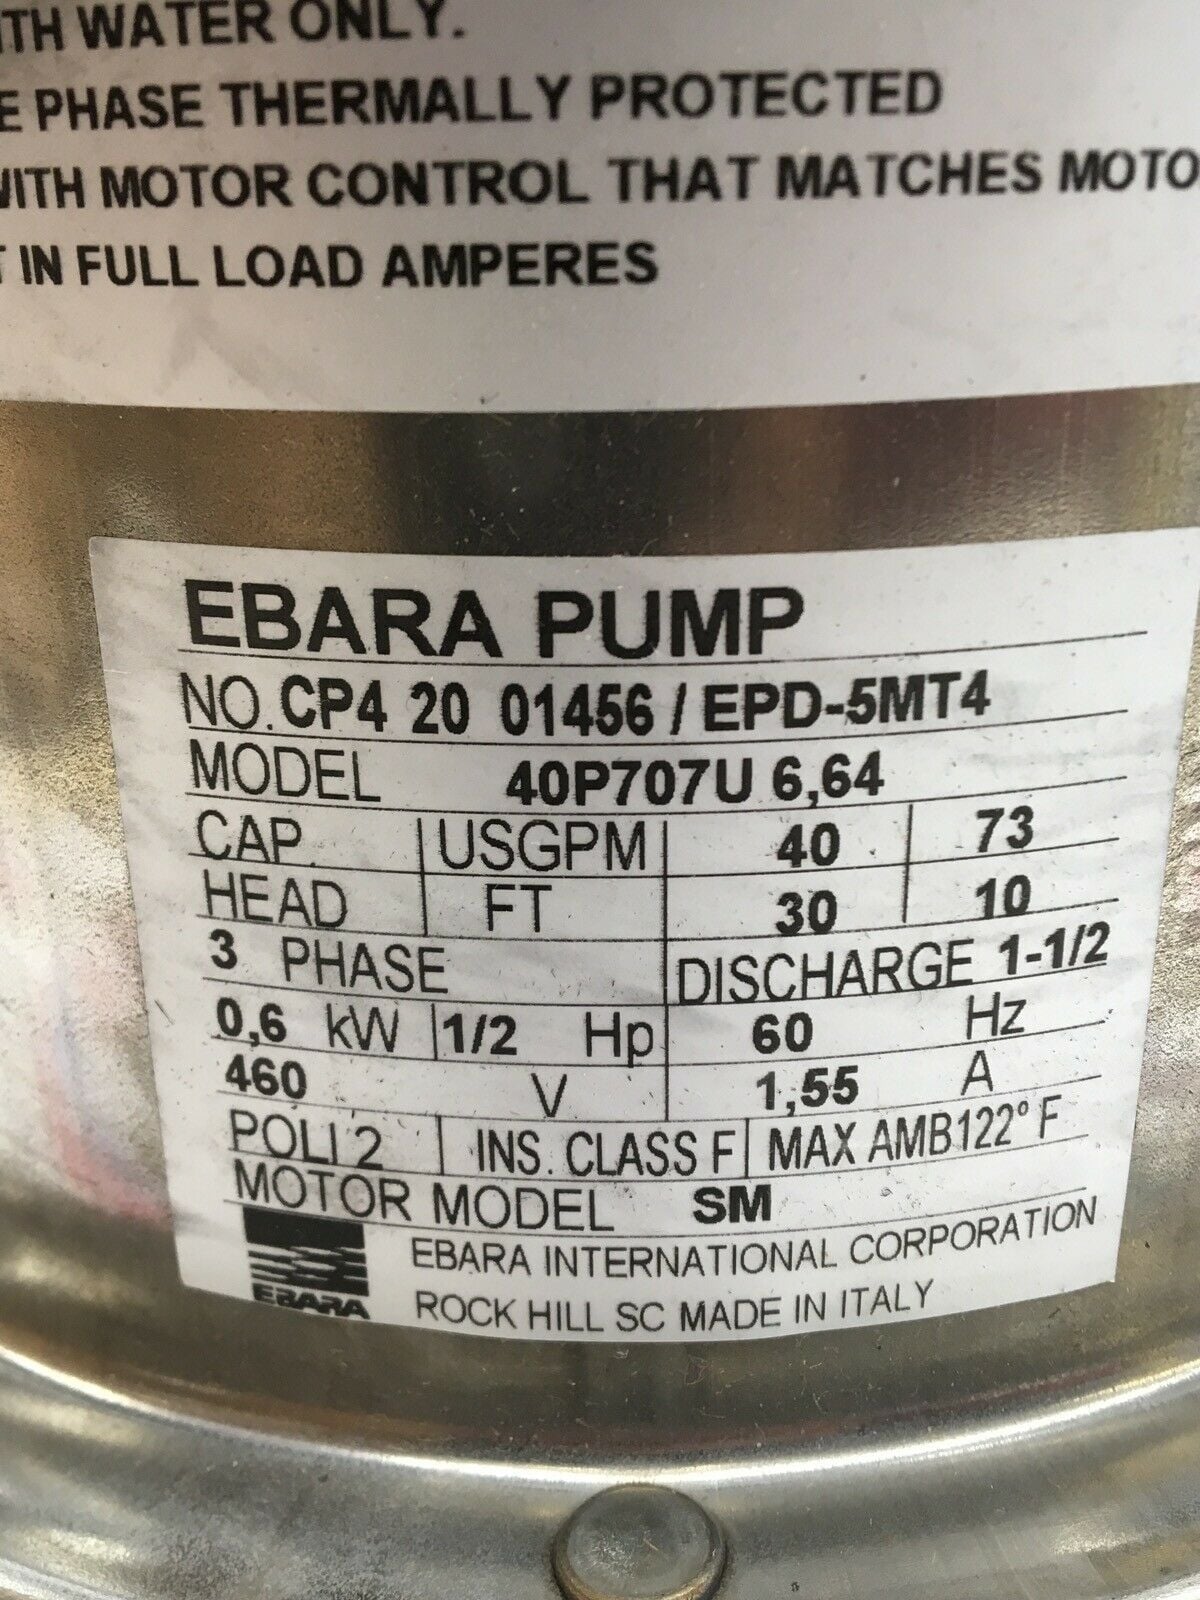 WATER ONLY.
PHASE THERMALLY PROTECTED
WITH MOTOR CONTROL THAT MATCHES MOTO
IN FULL LOAD AMPERES
EBARA PUMP
NO. CP4 20 01456 / EPD-5MT4
MODEL 40P707U 6,64
CAP. USGPM 40 73
HEAD FT 30 10
3 PHASE DISCHARGE 1-1/2
0,6 kW 1/2 Hp 60 Hz
460 V 1,55 A
POLI 2 INS. CLASS F MAX AMB122° F
MOTOR MODEL SM
EBARA INTERNATIONAL CORPORATION
EBARA ROCK HILL SC MADE IN ITALY